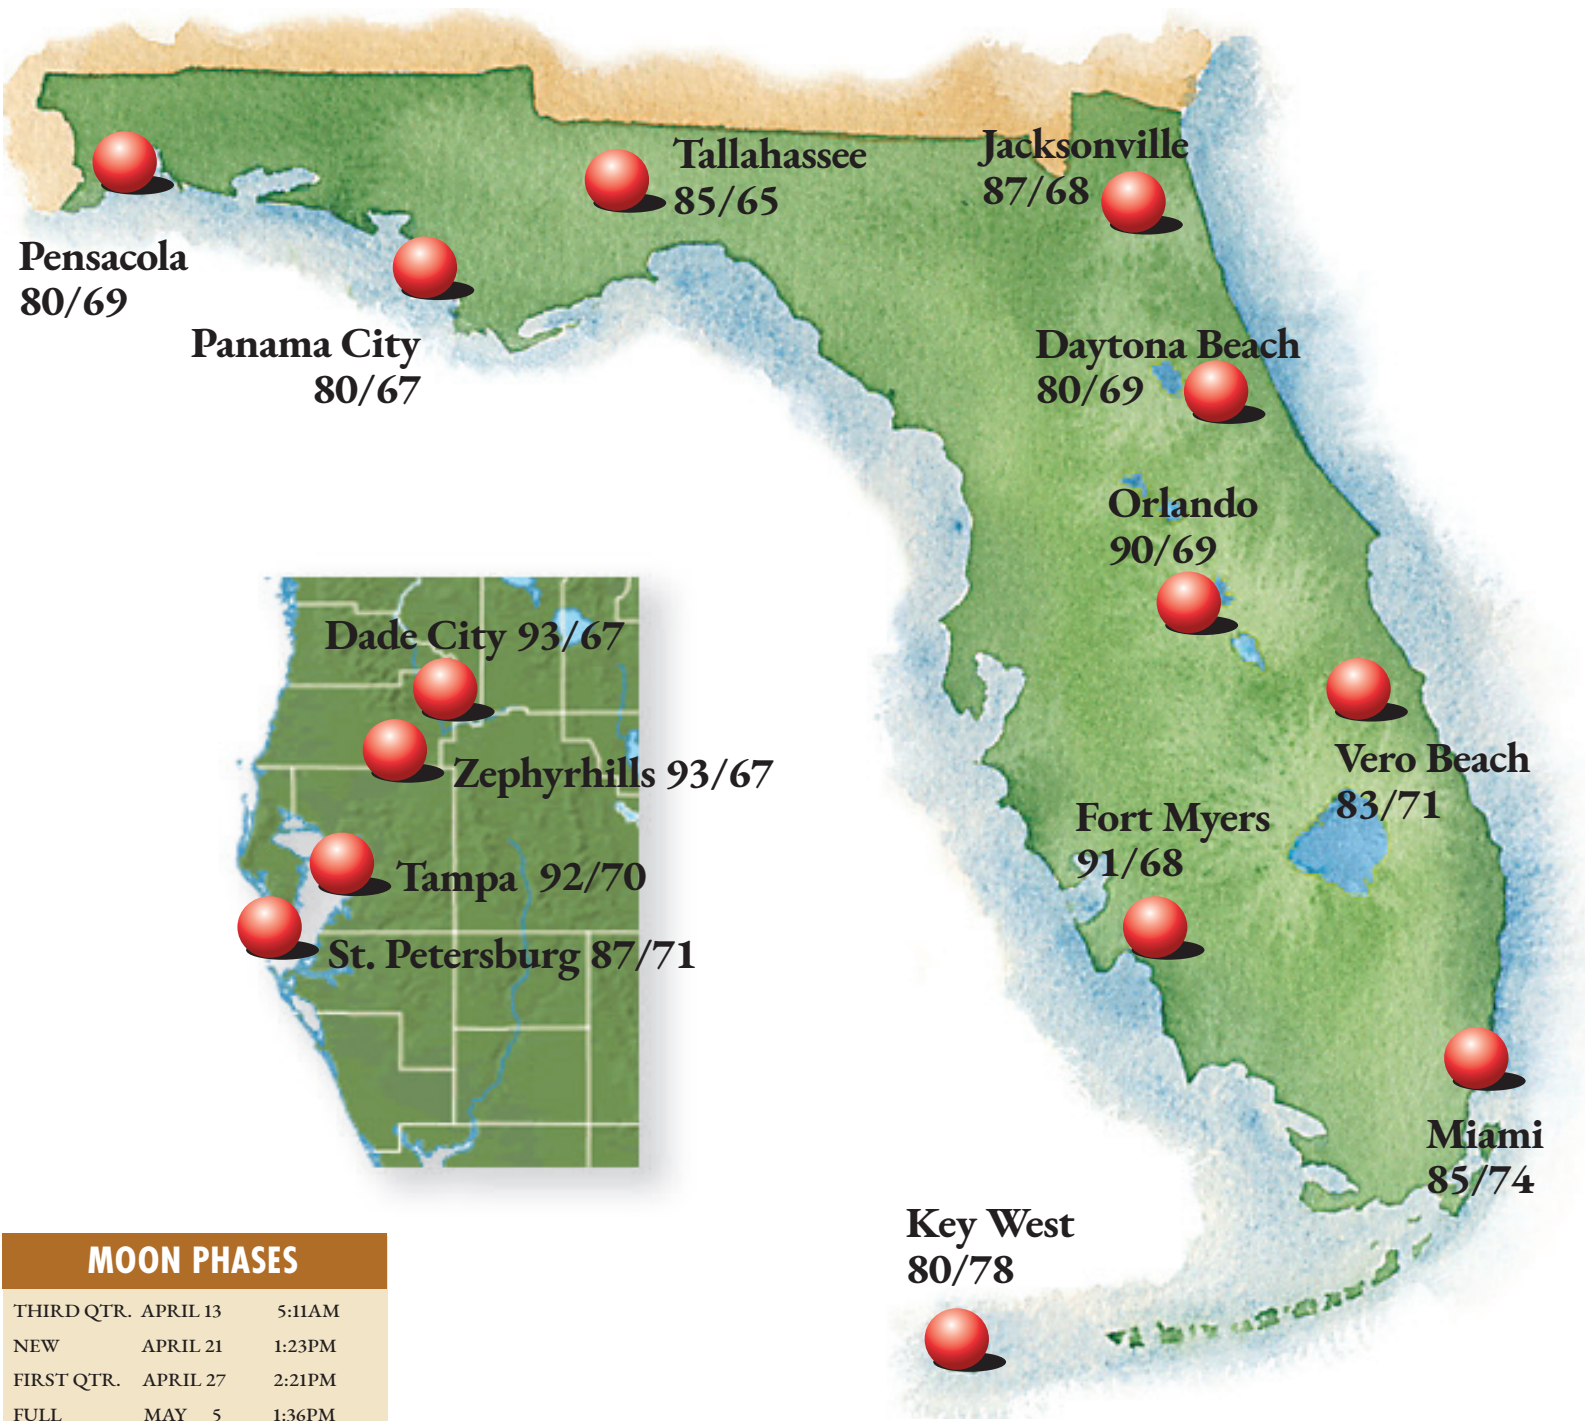 Tallahassee
85/65
Jacksonville
87/68
Pensacola
80/69
Panama City
80/67
Daytona Beach
80/69
Orlando
90/69
Dade City 93/67
Zephyrhills 93/67
Tampa 92/70
St. Petersburg 87/71
Vero Beach
83/71
Fort Myers
91/68
Miami
85/74
Key West
80/78
MOON PHASES
THIRD QTR. APRIL 13 5:11AM
NEW APRIL 21 1:23PM
FIRST QTR. APRIL 27 2:21PM
FULL MAY 5 1:36PM